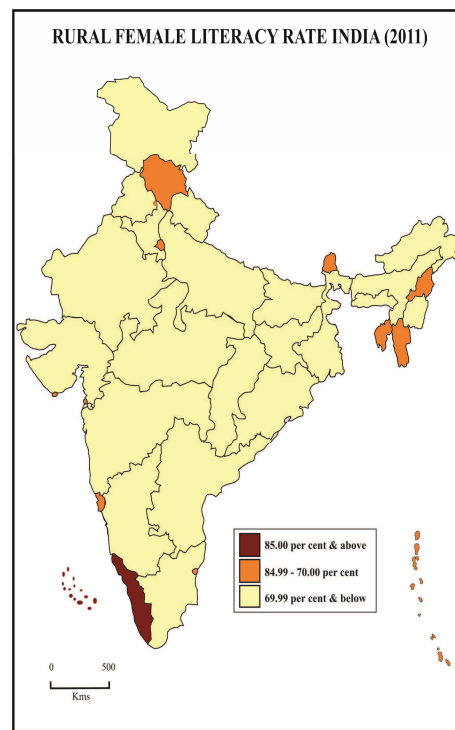 RURAL FEMALE LITERACY RATE INDIA (2011)
85.00 per cent & above
84.99 - 70.00 per cent
69.99 per cent & below
0 500
Kms